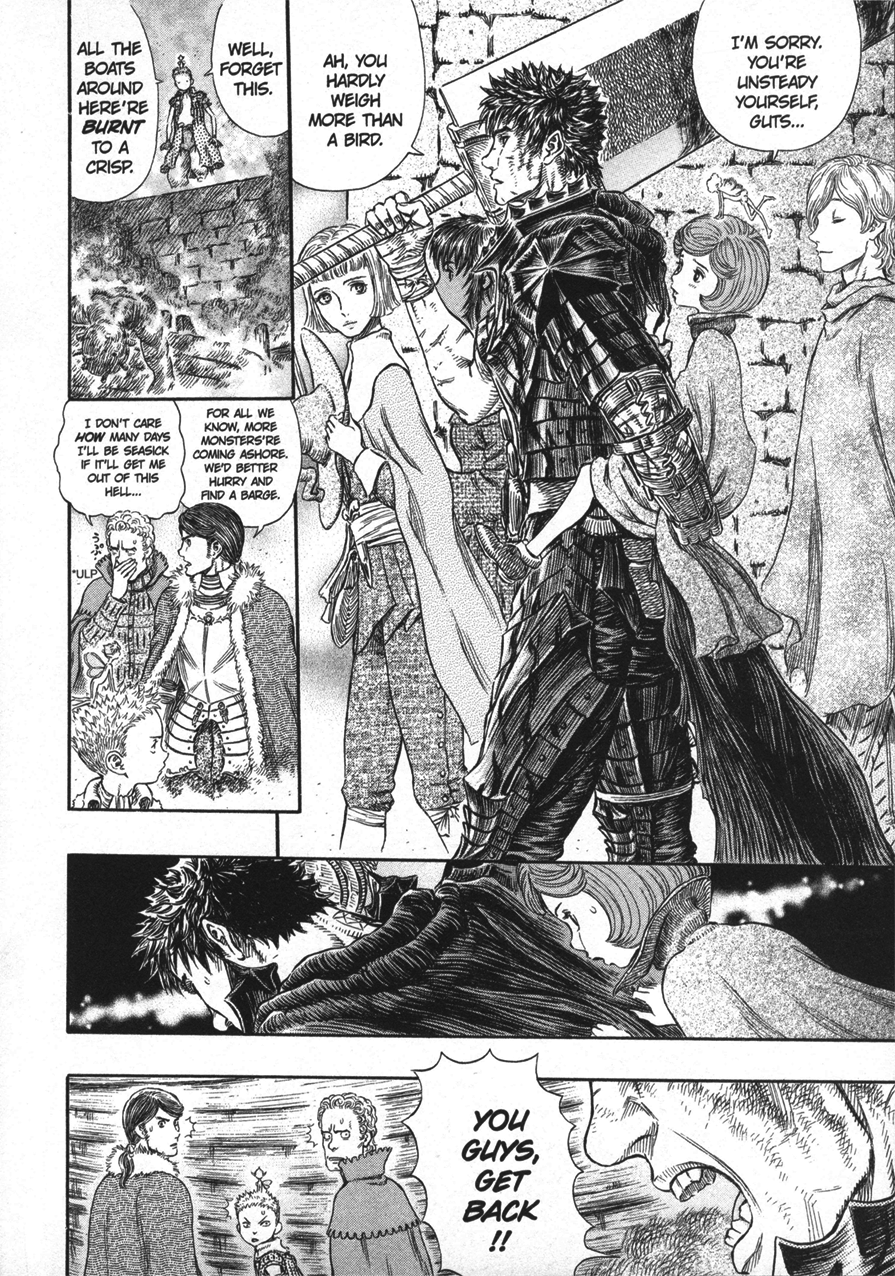 I'M SORRY.
YOU'RE
UNSTEADY
YOURSELF,
GUTS...
AH, YOU
HARDLY
WEIGH
MORE THAN
A BIRD.
WELL,
FORGET
THIS.
ALL THE
BOATS
AROUND
HERE'RE
BURNT
TO A
CRISP.
FOR ALL WE
KNOW, MORE
MONSTERS'RE
COMING ASHORE.
WE'D BETTER
HURRY AND
FIND A BARGE.
I DON'T CARE
HOW MANY DAYS
I'LL BE SEASICK
IF IT'LL GET ME
OUT OF THIS
HELL...
うぷ
*ULP
YOU
GUYS,
GET
BACK
!!